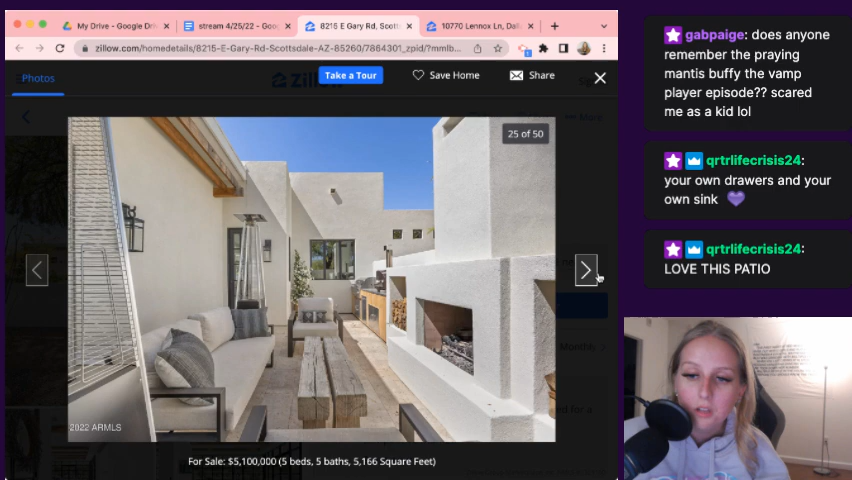 My Drive - Google Dri
stream 4/25/22 - Goog
8215 E Gary Rd, Scotts
10770 Lennox Ln, Dall
zillow.com/homedetails/8215-E-Gary-Rd-Scottsdale-AZ-85260/7864301_zpid/?mmlb...
Photos
Take a Tour
Save Home
Share
25 of 50
2022 ARMLS
For Sale: $5,100,000 (5 beds, 5 baths, 5,166 Square Feet)
gabpaige: does anyone
remember the praying
mantis buffy the vamp
player episode?? scared
me as a kid lol
qrtrlifecrisis24:
your own drawers and your
own sink
qrtrlifecrisis24:
LOVE THIS PATIO